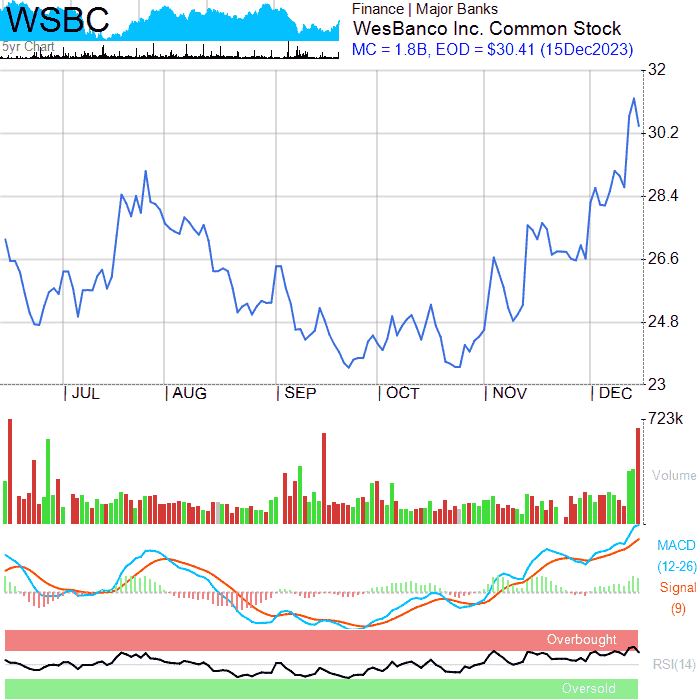 WSBC
5yr Chart
Finance | Major Banks
WesBanco Inc. Common Stock
MC = 1.8B, EOD = $30.41 (15Dec2023)
32
30.2
28.4
26.6
24.8
23
| JUL | AUG | SEP | OCT | NOV | DEC
723k
Volume
MACD
(12-26)
Signal
(9)
Overbought
RSI(14)
Oversold